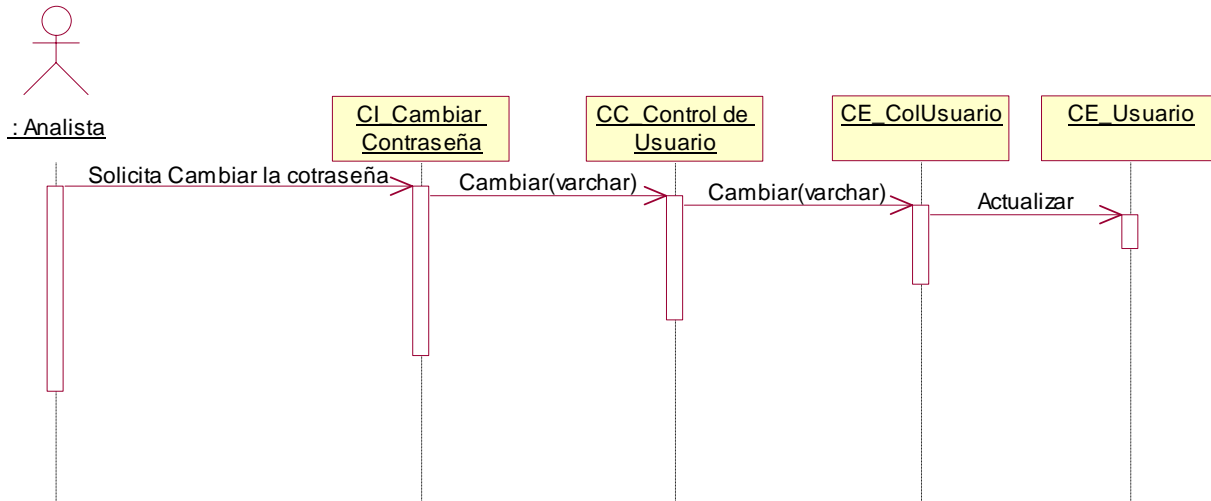 : Analista
CI_Cambiar
Contraseña
CC_Control de
Usuario
CE_ColUsuario
CE_Usuario
Solicita Cambiar la cotraseña
Cambiar(varchar)
Cambiar(varchar)
Actualizar